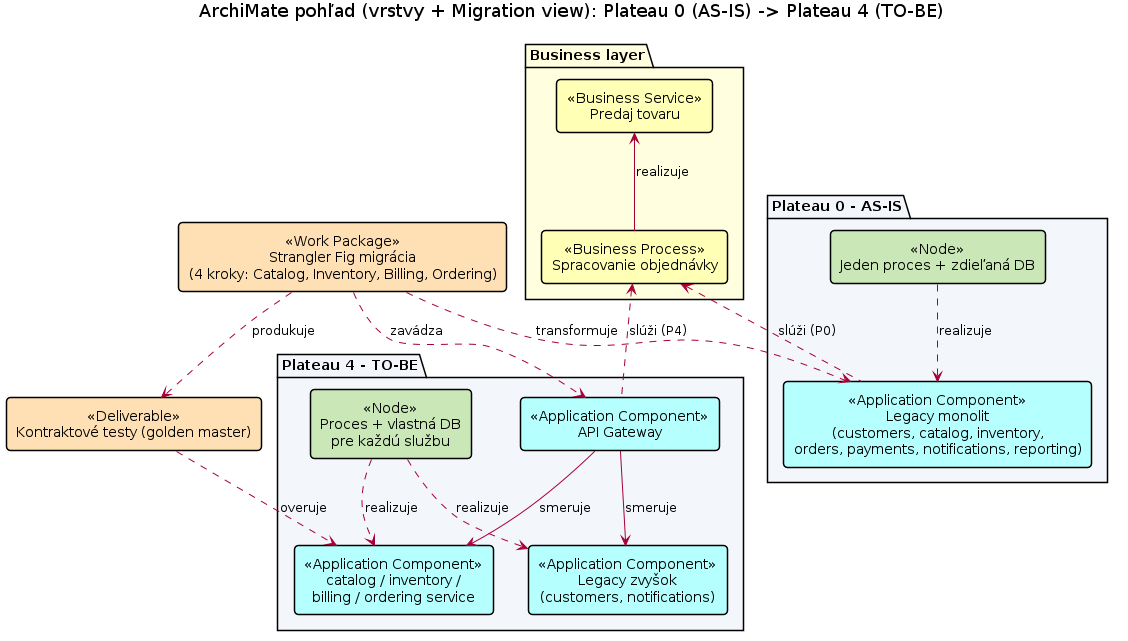 ArchiMate pohľad (vrstvy + Migration view): Plateau 0 (AS-IS) -> Plateau 4 (TO-BE)
Business layer
«Business Service»
Predaj tovaru
realizuje
«Business Process»
Spracovanie objednávky
Plateau 0 - AS-IS
«Node»
Jeden proces + zdieľaná DB
realizuje
«Application Component»
Legacy monolit
(customers, catalog, inventory,
orders, payments, notifications, reporting)
«Work Package»
Strangler Fig migrácia
(4 kroky: Catalog, Inventory, Billing, Ordering)
produkuje
zavádza
transformuje
slúži (P4)
slúži (P0)
«Deliverable»
Kontraktové testy (golden master)
overuje
Plateau 4 - TO-BE
«Node»
Proces + vlastná DB
pre každú službu
«Application Component»
API Gateway
realizuje
realizuje
smeruje
smeruje
«Application Component»
catalog / inventory /
billing / ordering service
«Application Component»
Legacy zvyšok
(customers, notifications)